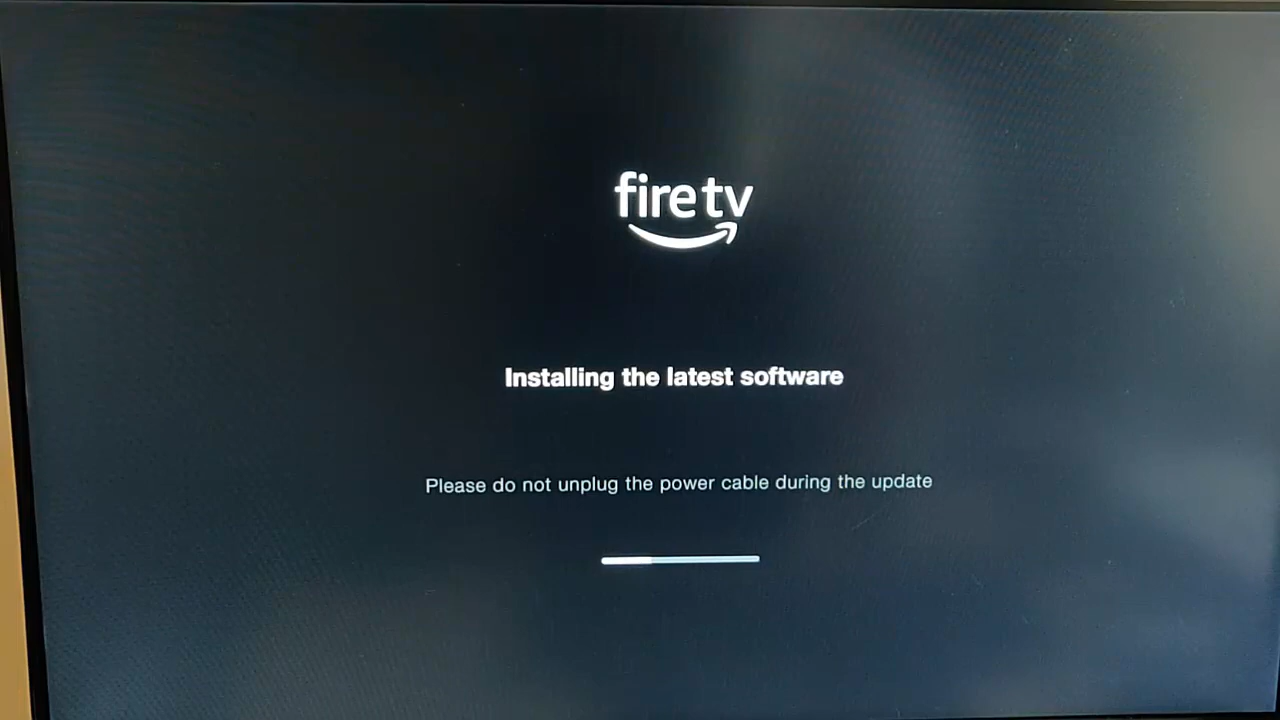 fire tv
Installing the latest software
Please do not unplug the power cable during the update